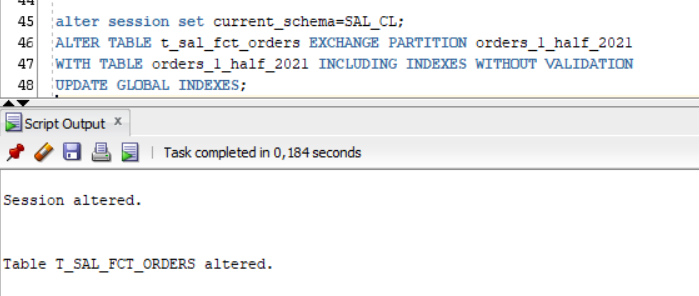 45 alter session set current_schema=SAL_CL;
46 ALTER TABLE t_sal_fct_orders EXCHANGE PARTITION orders_1_half_2021
47 WITH TABLE orders_1_half_2021 INCLUDING INDEXES WITHOUT VALIDATION
48 UPDATE GLOBAL INDEXES;
Script Output x
Task completed in 0,184 seconds
Session altered.
Table T_SAL_FCT_ORDERS altered.